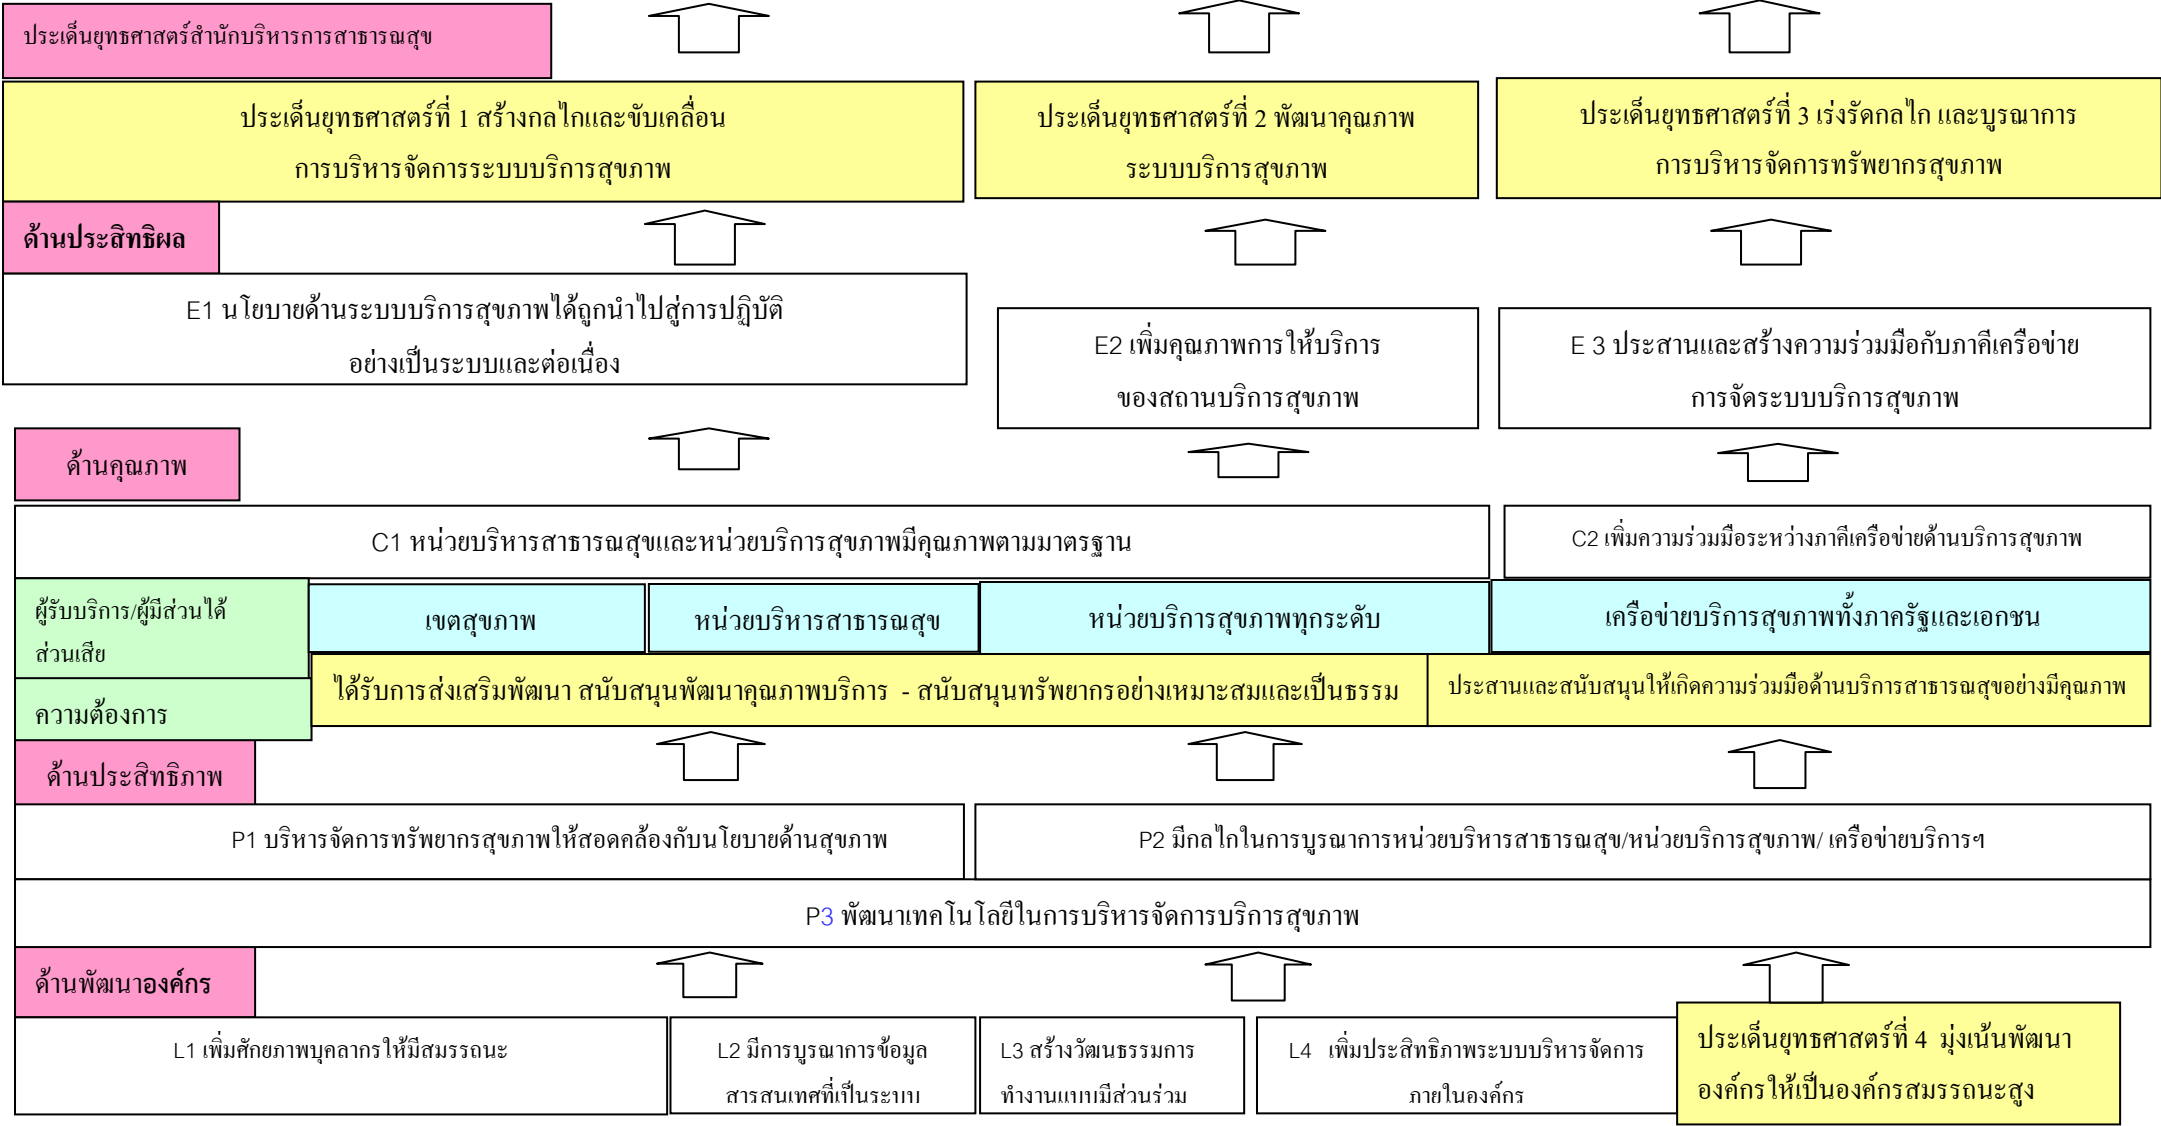 ประเด็นยุทธศาสตร์สำนักบริหารการสาธารณสุข
ประเด็นยุทธศาสตร์ที่ 1 สร้างกลไกและขับเคลื่อน
การบริหารจัดการระบบบริการสุขภาพ
ประเด็นยุทธศาสตร์ที่ 2 พัฒนาคุณภาพ
ระบบบริการสุขภาพ
ประเด็นยุทธศาสตร์ที่ 3 เร่งรัดกลไก และบูรณาการ
การบริหารจัดการทรัพยากรสุขภาพ
ด้านประสิทธิผล
E1 นโยบายด้านระบบบริการสุขภาพได้ถูกนำไปสู่การปฏิบัติ
อย่างเป็นระบบและต่อเนื่อง
E2 เพิ่มคุณภาพการให้บริการ
ของสถานบริการสุขภาพ
E 3 ประสานและสร้างความร่วมมือกับภาคีเครือข่าย
การจัดระบบบริการสุขภาพ
ด้านคุณภาพ
C1 หน่วยบริหารสาธารณสุขและหน่วยบริการสุขภาพมีคุณภาพตามมาตรฐาน
C2 เพิ่มความร่วมมือระหว่างภาคีเครือข่ายด้านบริการสุขภาพ
ผู้รับบริการ/ผู้มีส่วนได้
ส่วนเสีย
เขตสุขภาพ
หน่วยบริหารสาธารณสุข
หน่วยบริการสุขภาพทุกระดับ
เครือข่ายบริการสุขภาพทั้งภาครัฐและเอกชน
ความต้องการ
ได้รับการส่งเสริมพัฒนา สนับสนุนพัฒนาคุณภาพบริการ - สนับสนุนทรัพยากรอย่างเหมาะสมและเป็นธรรม
ประสานและสนับสนุนให้เกิดความร่วมมือด้านบริการสาธารณสุขอย่างมีคุณภาพ
ด้านประสิทธิภาพ
P1 บริหารจัดการทรัพยากรสุขภาพให้สอดคล้องกับนโยบายด้านสุขภาพ
P2 มีกลไกในการบูรณาการหน่วยบริหารสาธารณสุข/หน่วยบริการสุขภาพ/ เครือข่ายบริการฯ
P3 พัฒนาเทคโนโลยีในการบริหารจัดการบริการสุขภาพ
ด้านพัฒนาองค์กร
L1 เพิ่มศักยภาพบุคลากรให้มีสมรรถนะ
L2 มีการบูรณาการข้อมูล
สารสนเทศที่เป็นระบบ
L3 สร้างวัฒนธรรมการ
ทำงานแบบมีส่วนร่วม
L4 เพิ่มประสิทธิภาพระบบบริหารจัดการ
ภายในองค์กร
ประเด็นยุทธศาสตร์ที่ 4 มุ่งเน้นพัฒนา
องค์กรให้เป็นองค์กรสมรรถนะสูง